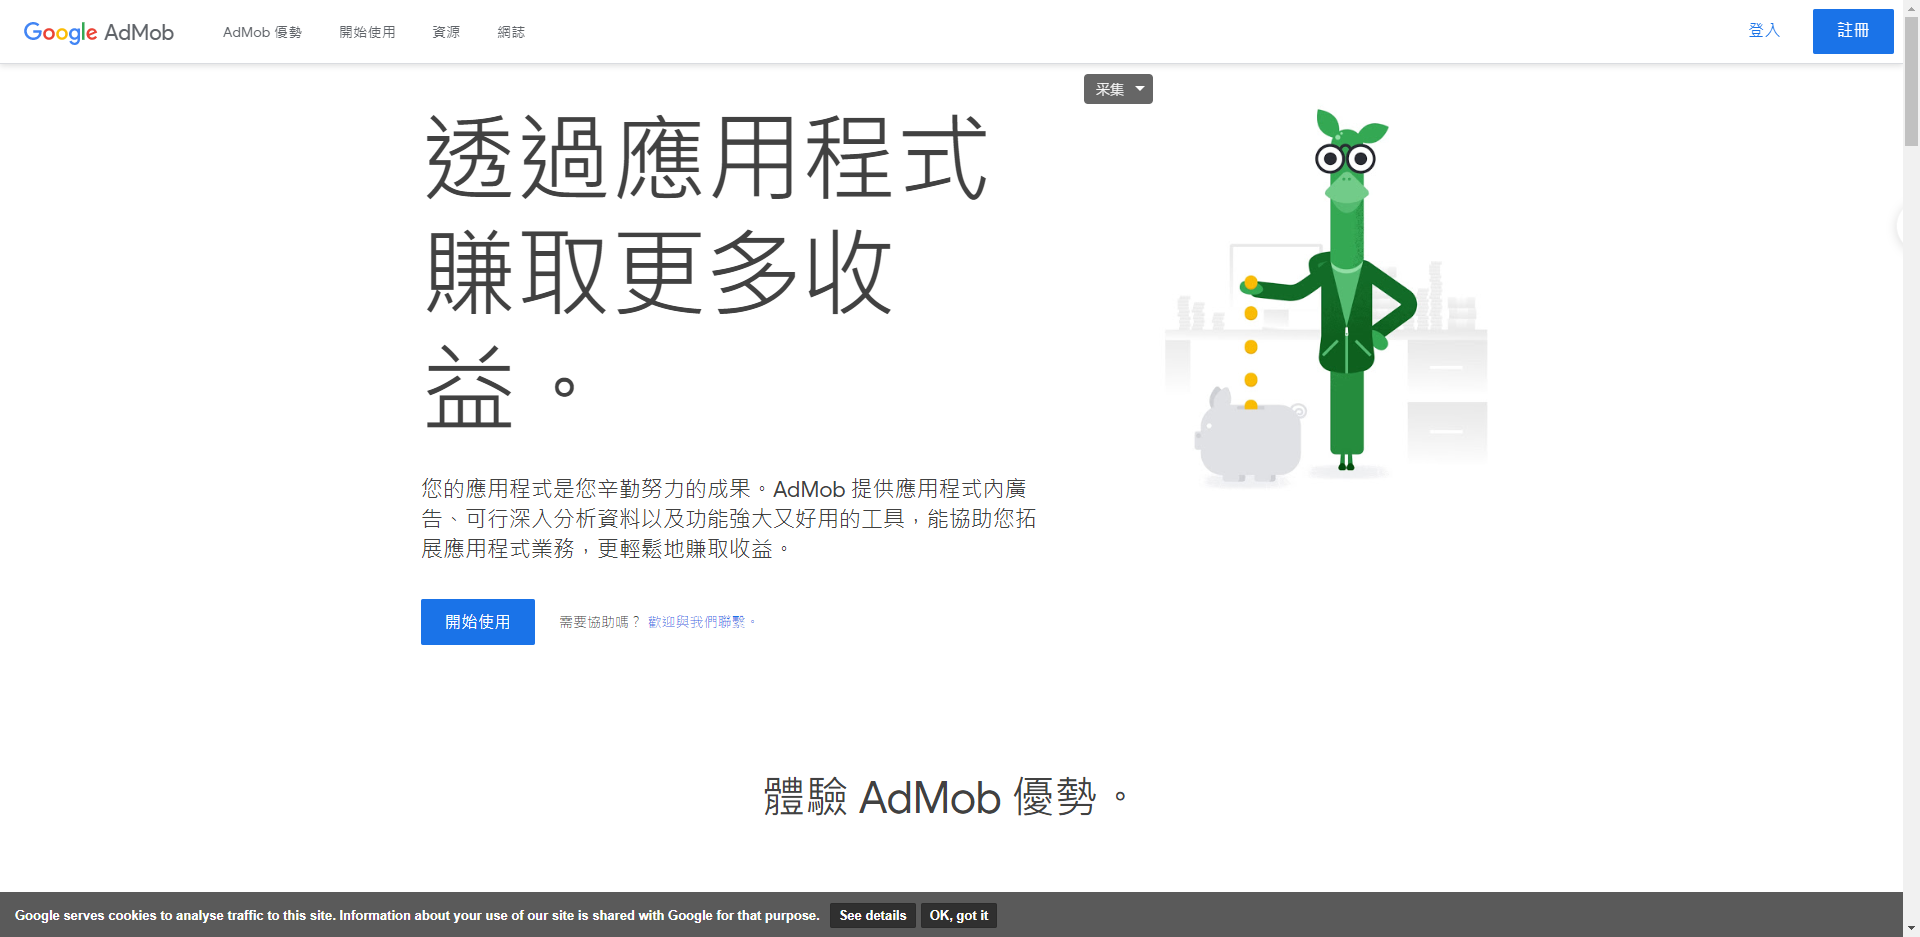 Google AdMob
AdMob 優勢
開始使用
資源
網誌
登入
註冊
采集
透過應用程式
賺取更多收
益。
您的應用程式是您辛勤努力的成果。AdMob 提供應用程式內廣
告、可行深入分析資料以及功能強大又好用的工具，能協助您拓
展應用程式業務，更輕鬆地賺取收益。
開始使用
需要協助嗎？ 歡迎與我們聯繫。
體驗 AdMob 優勢。
Google serves cookies to analyse traffic to this site. Information about your use of our site is shared with Google for that purpose. See details OK, got it